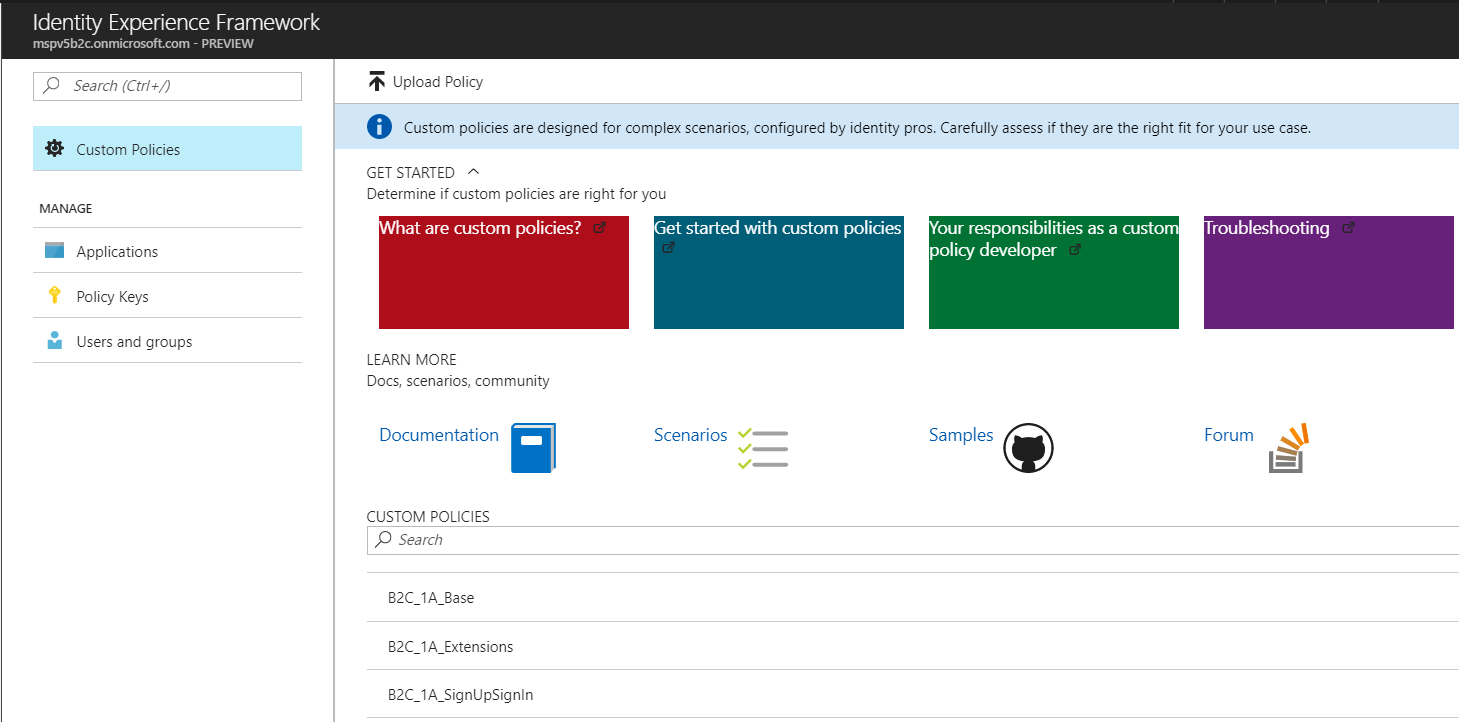 Identity Experience Framework
mspv5b2c.onmicrosoft.com - PREVIEW
Search (Ctrl+/)
Custom Policies
MANAGE
Applications
Policy Keys
Users and groups
Upload Policy
Custom policies are designed for complex scenarios, configured by identity pros. Carefully assess if they are the right fit for your use case.
GET STARTED
Determine if custom policies are right for you
What are custom policies?
Get started with custom policies
Your responsibilities as a custom
policy developer
Troubleshooting
LEARN MORE
Docs, scenarios, community
Documentation
Scenarios
Samples
Forum
CUSTOM POLICIES
Search
B2C_1A_Base
B2C_1A_Extensions
B2C_1A_SignUpSignIn